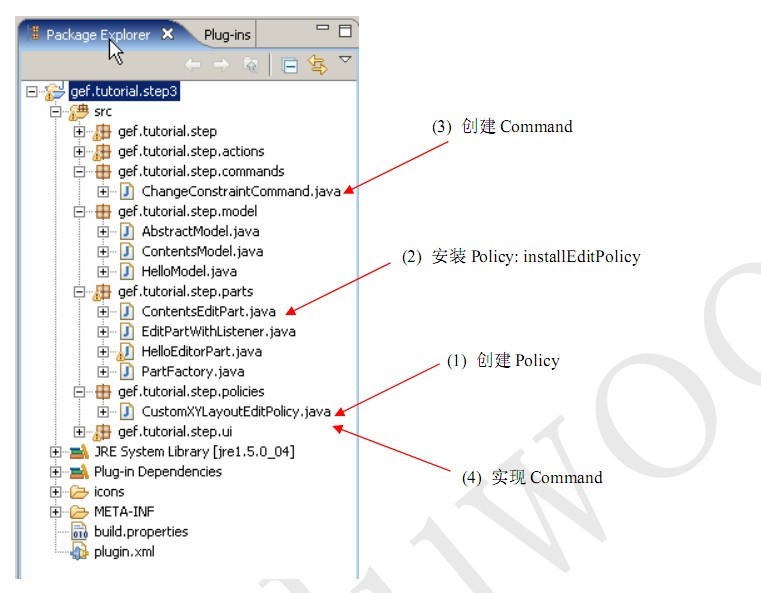 Package Explorer
Plug-ins
gef.tutorial.step3
src
gef.tutorial.step
gef.tutorial.step.actions
gef.tutorial.step.commands
ChangeConstraintCommand.java
gef.tutorial.step.model
AbstractModel.java
ContentsModel.java
HelloModel.java
gef.tutorial.step.parts
ContentsEditPart.java
EditPartWithListener.java
HelloEditorPart.java
PartFactory.java
gef.tutorial.step.policies
CustomXYLayoutEditPolicy.java
gef.tutorial.step.ui
JRE System Library [jre1.5.0_04]
Plug-in Dependencies
icons
META-INF
build.properties
plugin.xml
(3) 创建 Command
(2) 安装 Policy: installEditPolicy
(1) 创建 Policy
(4) 实现 Command